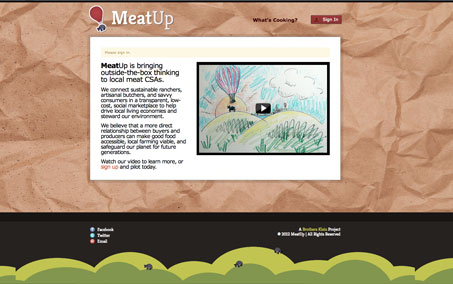 MeatUp
What's Cooking?
Sign In
Please sign in.
MeatUp is bringing
outside-the-box thinking
to local meat CSAs.
We connect sustainable ranchers,
artisanal butchers, and savvy
consumers in a transparent, low-
cost, social marketplace to help
drive local living economies and
steward our environment.
We believe that a more direct
relationship between buyers and
producers can make good food
accessible, local farming viable, and
safeguard our planet for future
generations.
Watch our video to learn more, or
sign up and pilot today.
Facebook
Twitter
Email
A Brothers Klein Project
© 2012 MeatUp | All Rights Reserved